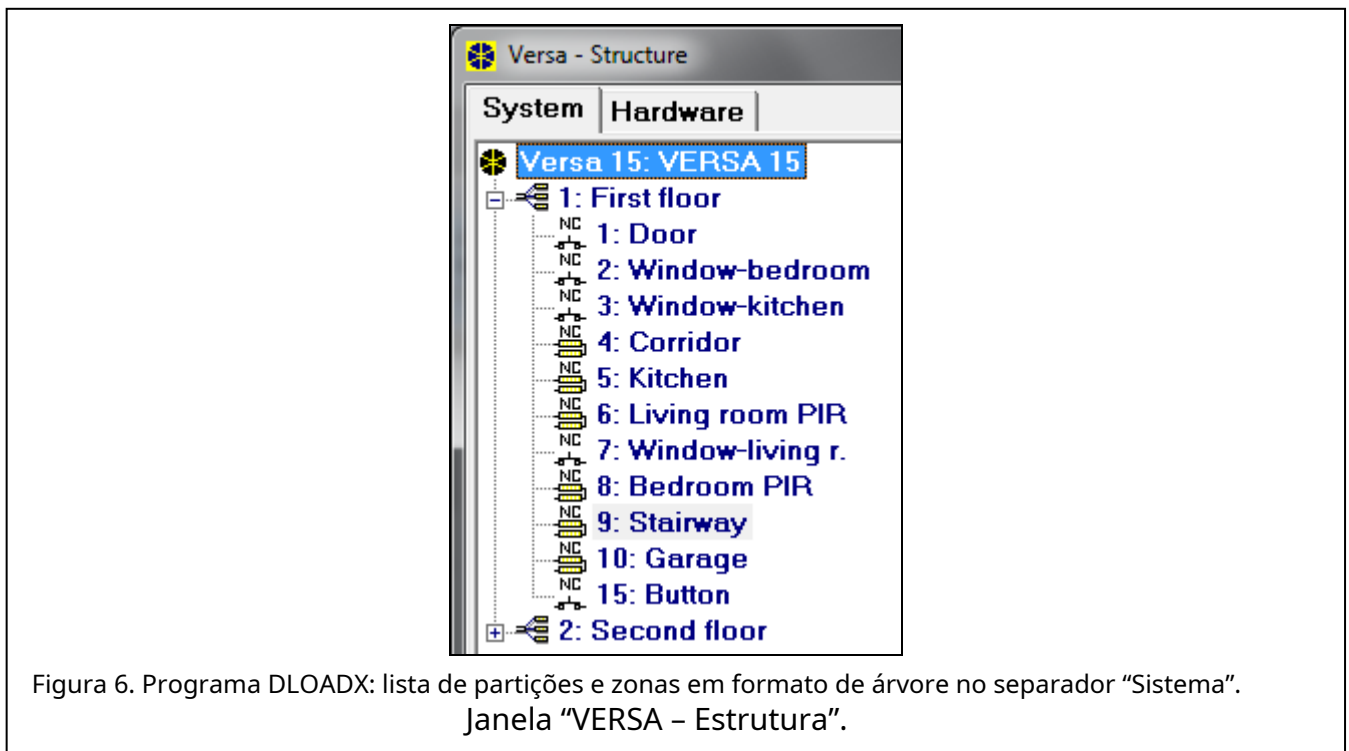 Versa - Structure
System Hardware
Versa 15: VERSA 15
1: First floor
NC 1: Door
NC 2: Window-bedroom
NC 3: Window-kitchen
NC 4: Corridor
NC 5: Kitchen
NC 6: Living room PIR
NC 7: Window-living r.
NC 8: Bedroom PIR
NC 9: Stairway
NC 10: Garage
NC 15: Button
2: Second floor
Figura 6. Programa DLOADX: lista de partições e zonas em formato de árvore no separador “Sistema”.
Janela “VERSA – Estrutura”.